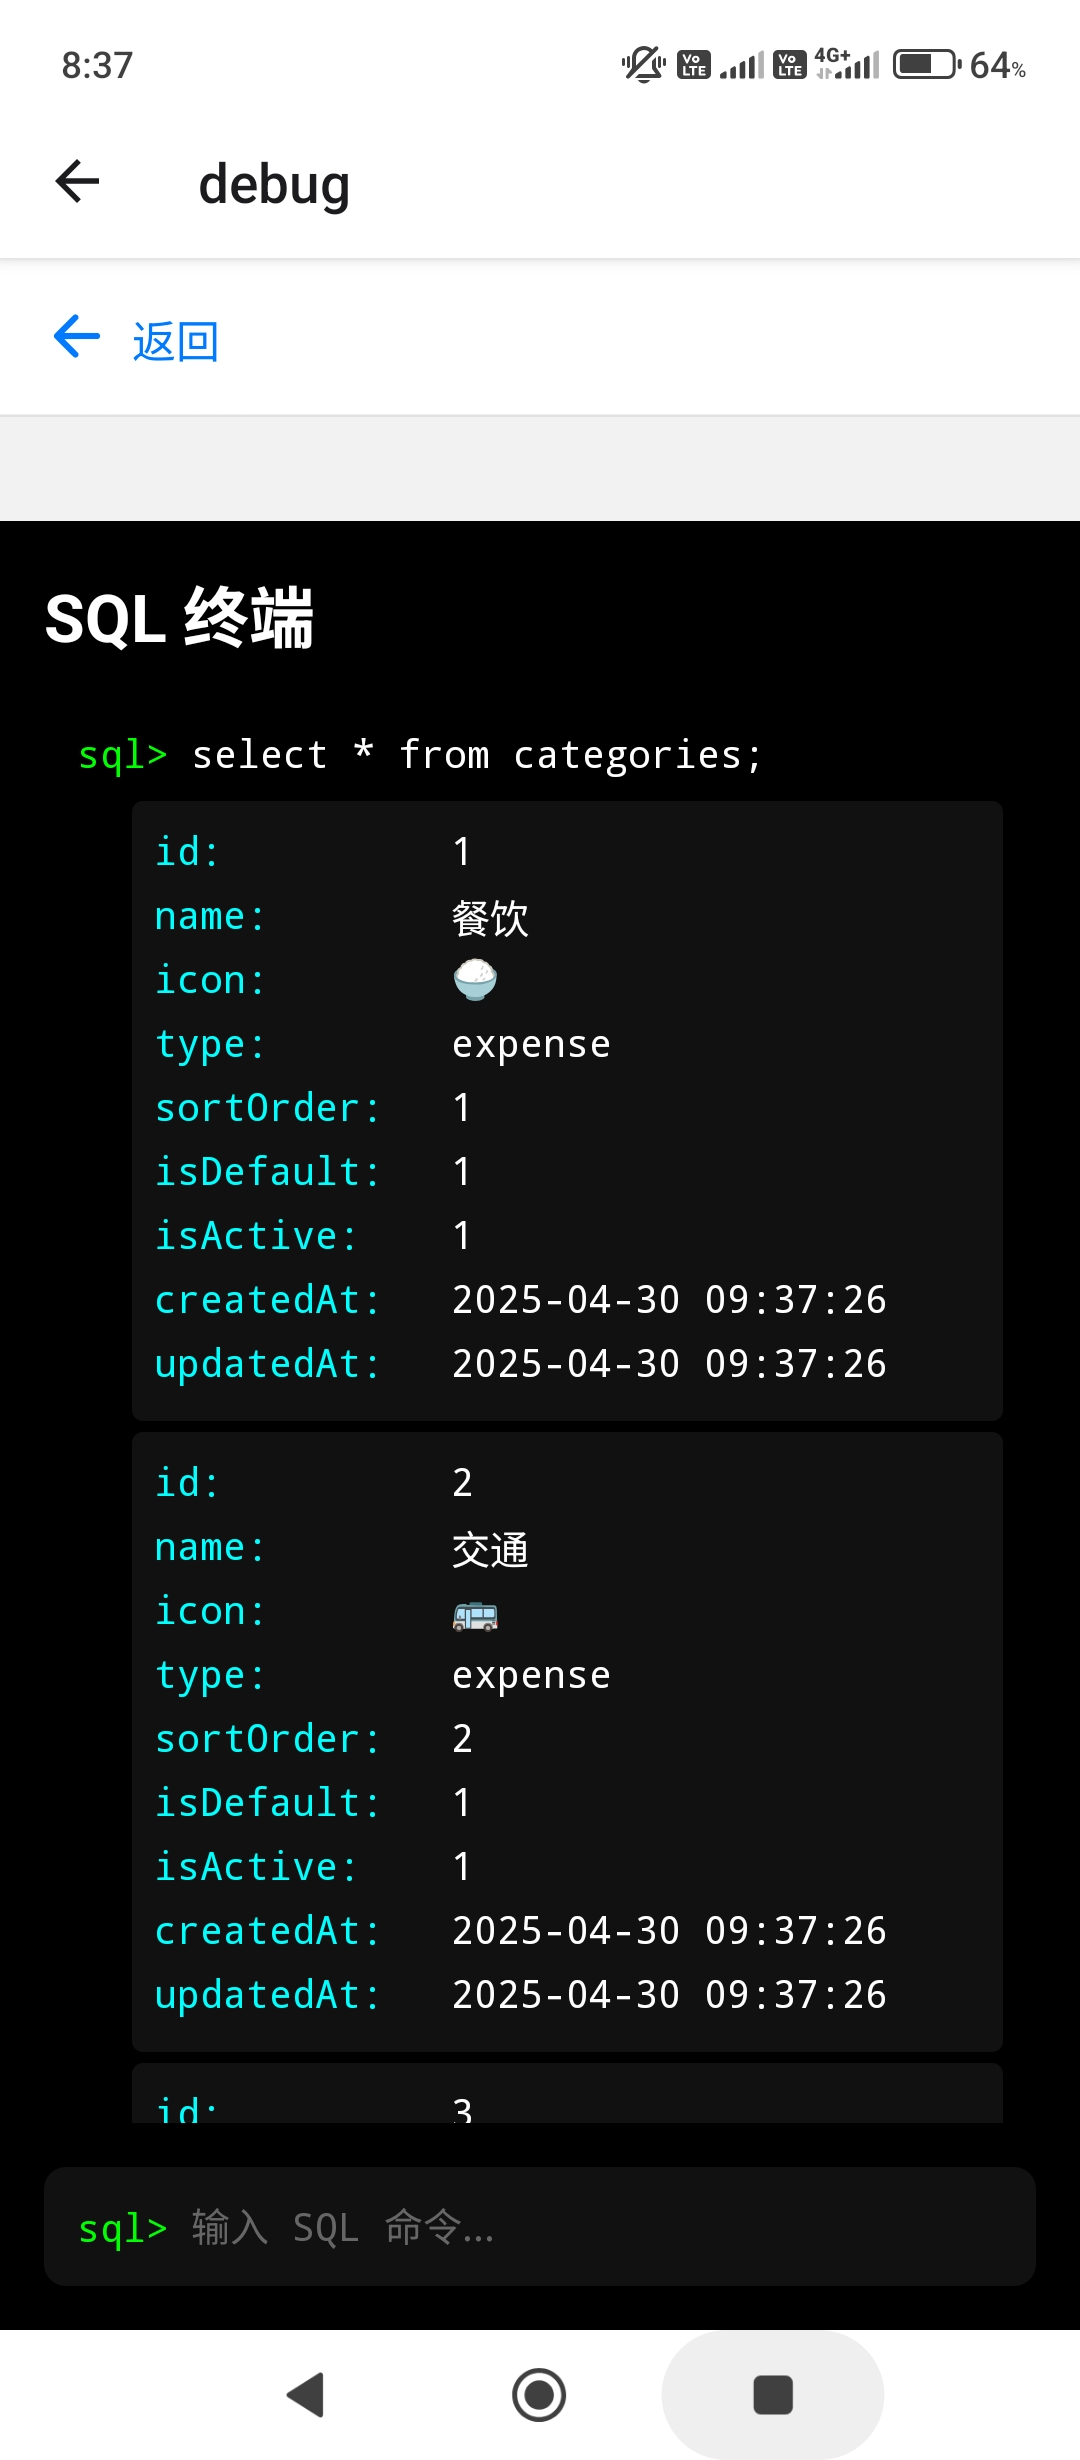 8:37 Vo LTE Vo LTE 4G+ 64%
debug
返回
SQL 终端
sql> select * from categories;
id: 1
name: 餐饮
icon: 🍚
type: expense
sortOrder: 1
isDefault: 1
isActive: 1
createdAt: 2025-04-30 09:37:26
updatedAt: 2025-04-30 09:37:26
id: 2
name: 交通
icon: 🚌
type: expense
sortOrder: 2
isDefault: 1
isActive: 1
createdAt: 2025-04-30 09:37:26
updatedAt: 2025-04-30 09:37:26
id: 3
sql> 输入 SQL 命令...